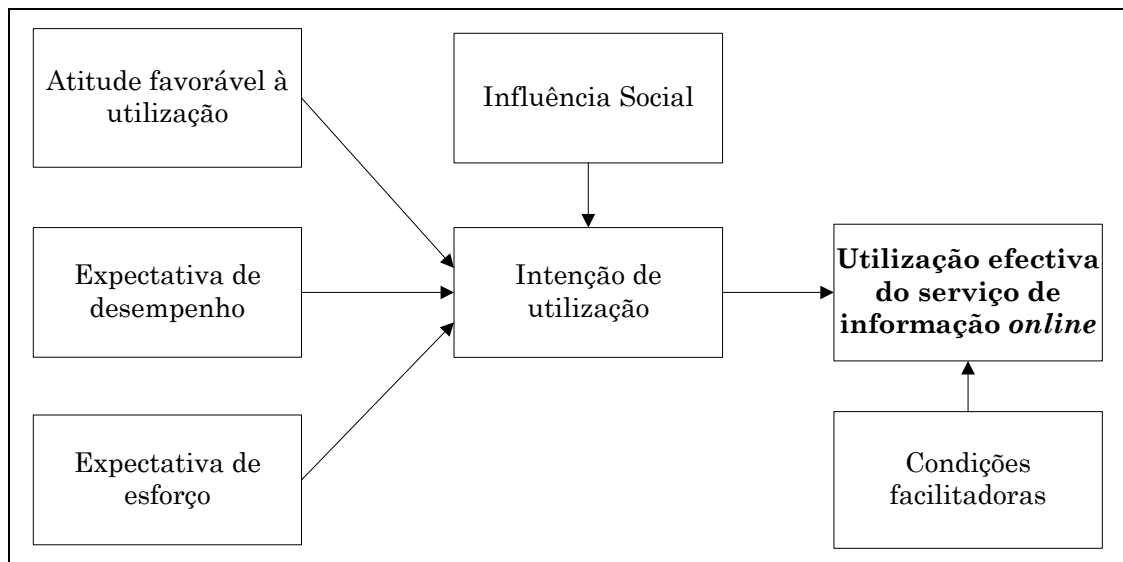 Atitude favorável à
utilização
Influência Social
Expectativa de
desempenho
Intenção de
utilização
Utilização efectiva
do serviço de
informação online
Expectativa de
esforço
Condições
facilitadoras